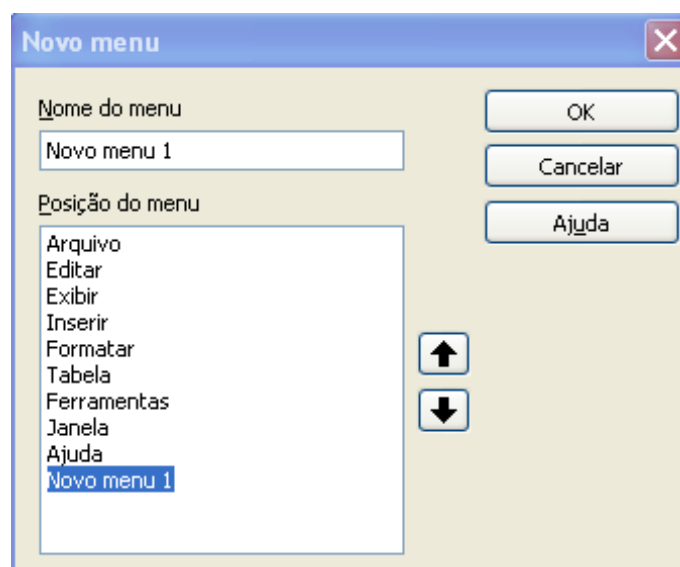 Novo menu
Nome do menu
OK
Novo menu 1
Cancelar
Posição do menu
Ajuda
Arquivo
Editar
Exibir
Inserir
Formatar
Tabela
Ferramentas
Janela
Ajuda
Novo menu 1